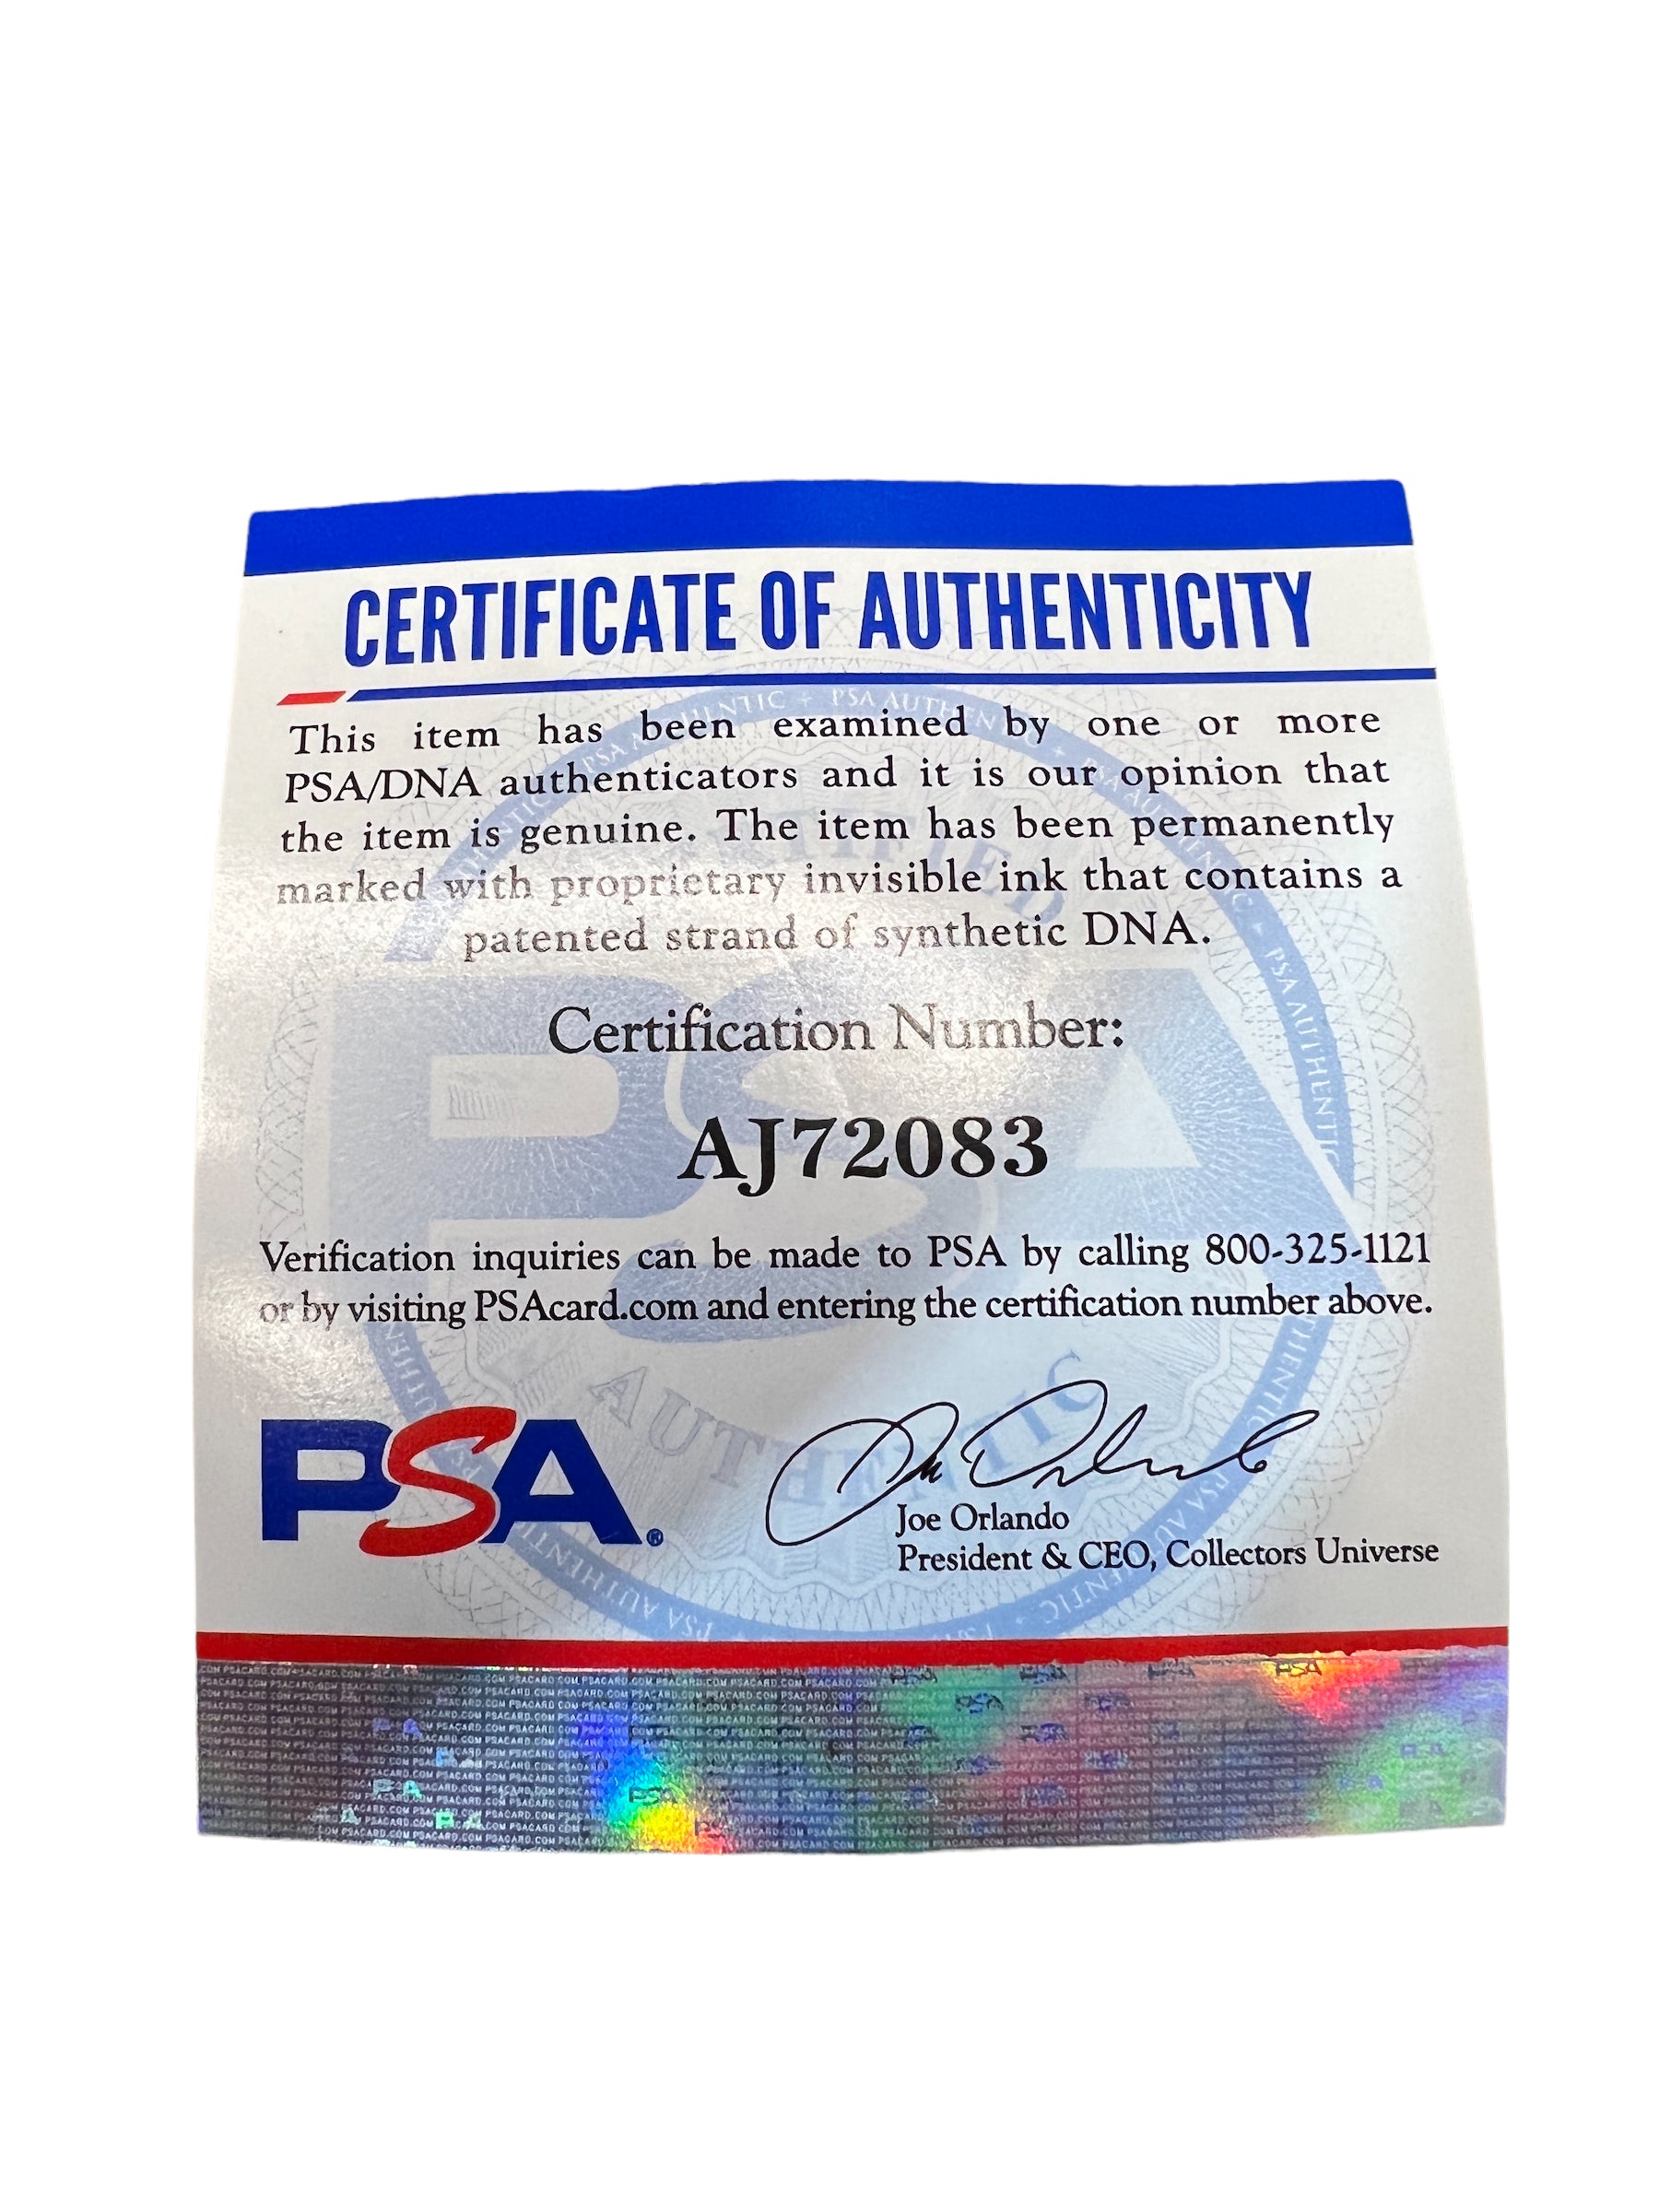 CERTIFICATE OF AUTHENTICITY
This item has been examined by one or more
PSA/DNA authenticators and it is our opinion that
the item is genuine. The item has been permanently
marked with proprietary invisible ink that contains a
patented strand of synthetic DNA.
Certification Number:
AJ72083
Verification inquiries can be made to PSA by calling 800-325-1121
or by visiting PSAcard.com and entering the certification number above.
PSA®
Joe Orlando
President & CEO, Collectors Universe